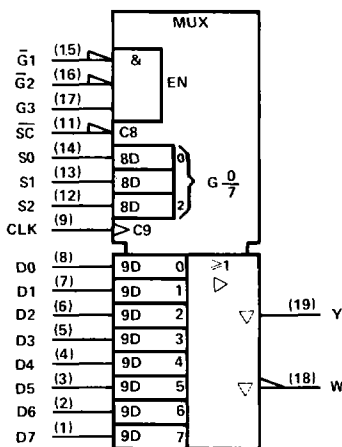 MUX
G̅1 (15) &
G̅2 (16) EN
G3 (17)
S̅C̅ (11) C8
S0 (14) 8D 0
S1 (13) 8D G 0/7
S2 (12) 8D 2
CLK (9) C9
D0 (8) 9D 0 ≥1
D1 (7) 9D 1 ▷
D2 (6) 9D 2 ▽ (19) Y
D3 (5) 9D 3
D4 (4) 9D 4
D5 (3) 9D 5 ▽ (18) W
D6 (2) 9D 6
D7 (1) 9D 7